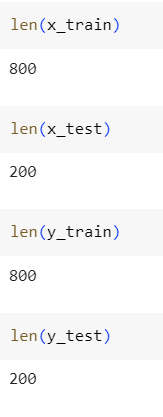 len(x_train)
800
len(x_test)
200
len(y_train)
800
len(y_test)
200